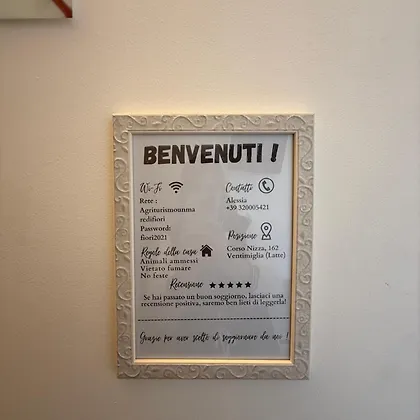 BENVENUTI !
Wi-Fi
Rete :
Agriturismounma
redifiori
Password:
fiori2021
Contatti
Alessia
+39 320005421
Posizione
Corso Nizza, 162
Ventimiglia (Latte)
Regole della casa
Animali ammessi
Vietato fumare
No feste
Recensione
Se hai passato un buon soggiorno, lasciaci una
recensione positiva, saremo ben lieti di leggerla!
Grazie per aver scelto di soggiornare da noi !